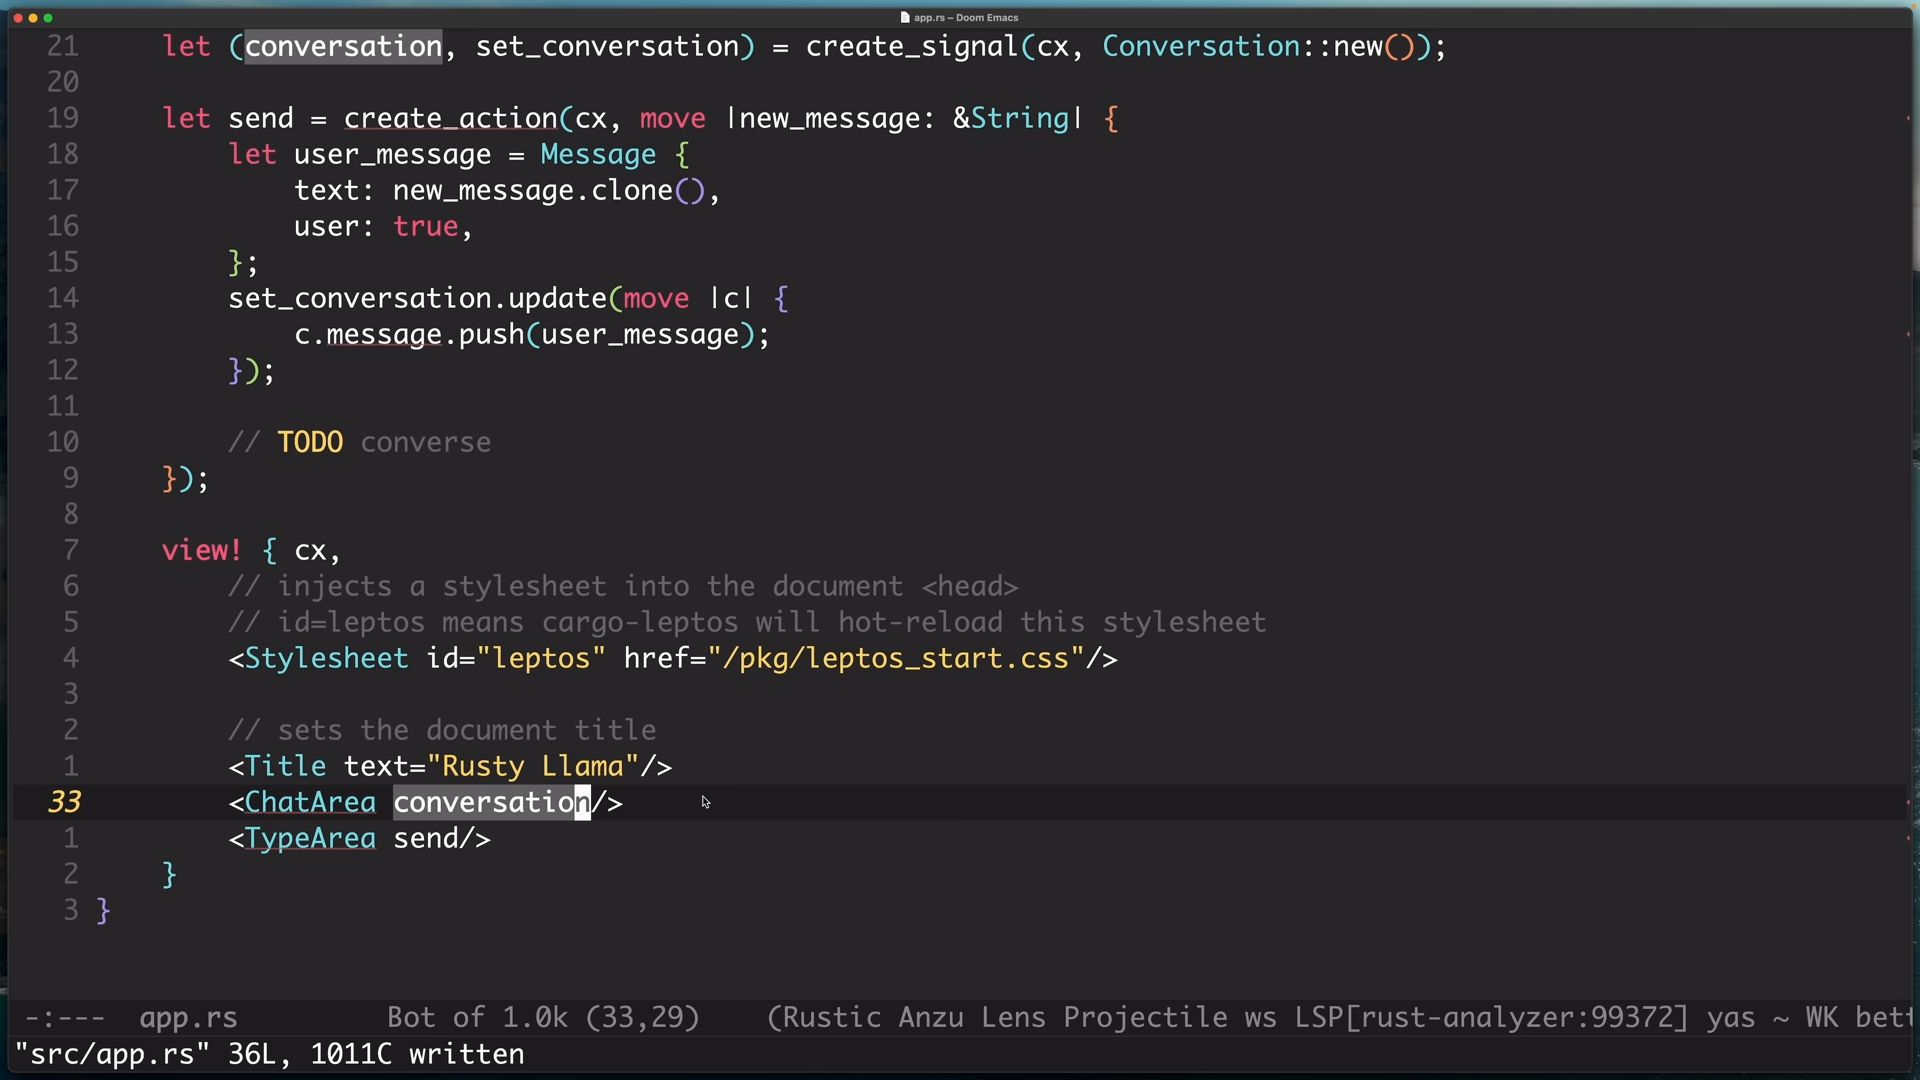 app.rs – Doom Emacs
21 let (conversation, set_conversation) = create_signal(cx, Conversation::new());
20
19 let send = create_action(cx, move |new_message: &String| {
18 let user_message = Message {
17 text: new_message.clone(),
16 user: true,
15 };
14 set_conversation.update(move |c| {
13 c.message.push(user_message);
12 });
11
10 // TODO converse
9 });
8
7 view! { cx,
6 // injects a stylesheet into the document <head>
5 // id=leptos means cargo-leptos will hot-reload this stylesheet
4 <Stylesheet id="leptos" href="/pkg/leptos_start.css"/>
3
2 // sets the document title
1 <Title text="Rusty Llama"/>
33 <ChatArea conversation/>
1 <TypeArea send/>
2 }
3 }
-:--- app.rs Bot of 1.0k (33,29) (Rustic Anzu Lens Projectile ws LSP[rust-analyzer:99372] yas ~ WK bett
"src/app.rs" 36L, 1011C written